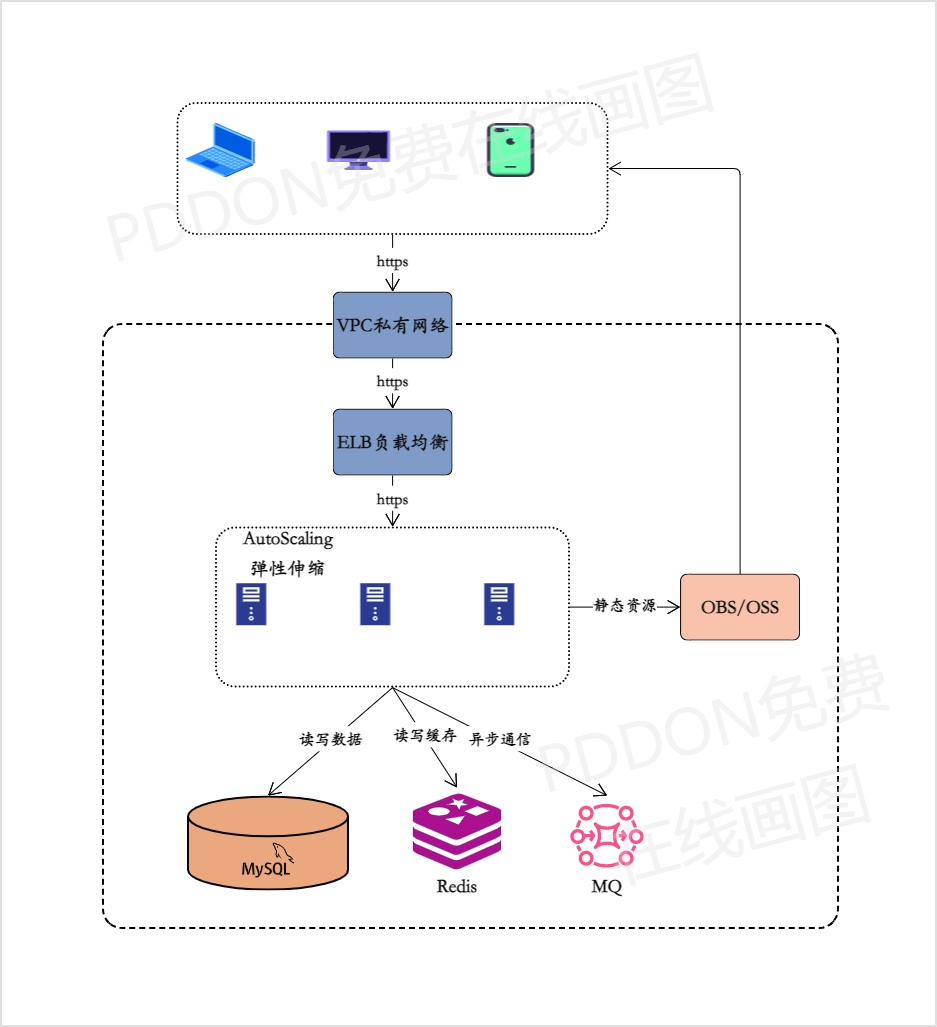 PDDON免费在线画图
https
VPC私有网络
https
ELB负载均衡
https
AutoScaling
弹性伸缩
静态资源
OBS/OSS
读写数据
读写缓存
异步通信
MySQL
Redis
MQ
PDDON免费
在线画图